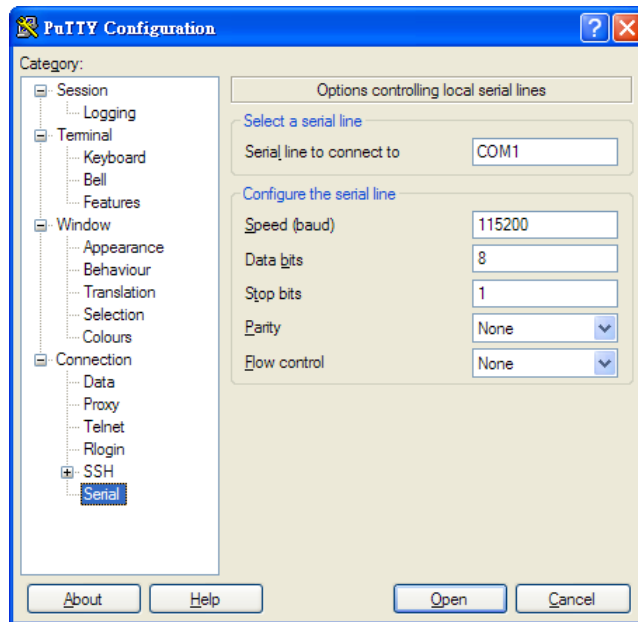 PuTTY Configuration
Category:
Session
Logging
Terminal
Keyboard
Bell
Features
Window
Appearance
Behaviour
Translation
Selection
Colours
Connection
Data
Proxy
Telnet
Rlogin
SSH
Serial
Options controlling local serial lines
Select a serial line
Serial line to connect to COM1
Configure the serial line
Speed (baud) 115200
Data bits 8
Stop bits 1
Parity None
Flow control None
About Help Open Cancel